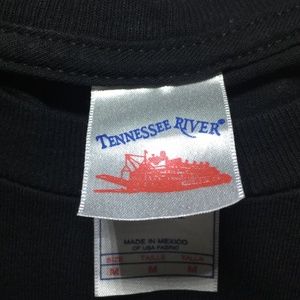 TENNESSEE RIVER®
MADE IN MEXICO
OF USA FABRIC
SIZE TAILLE TALLA
M M M